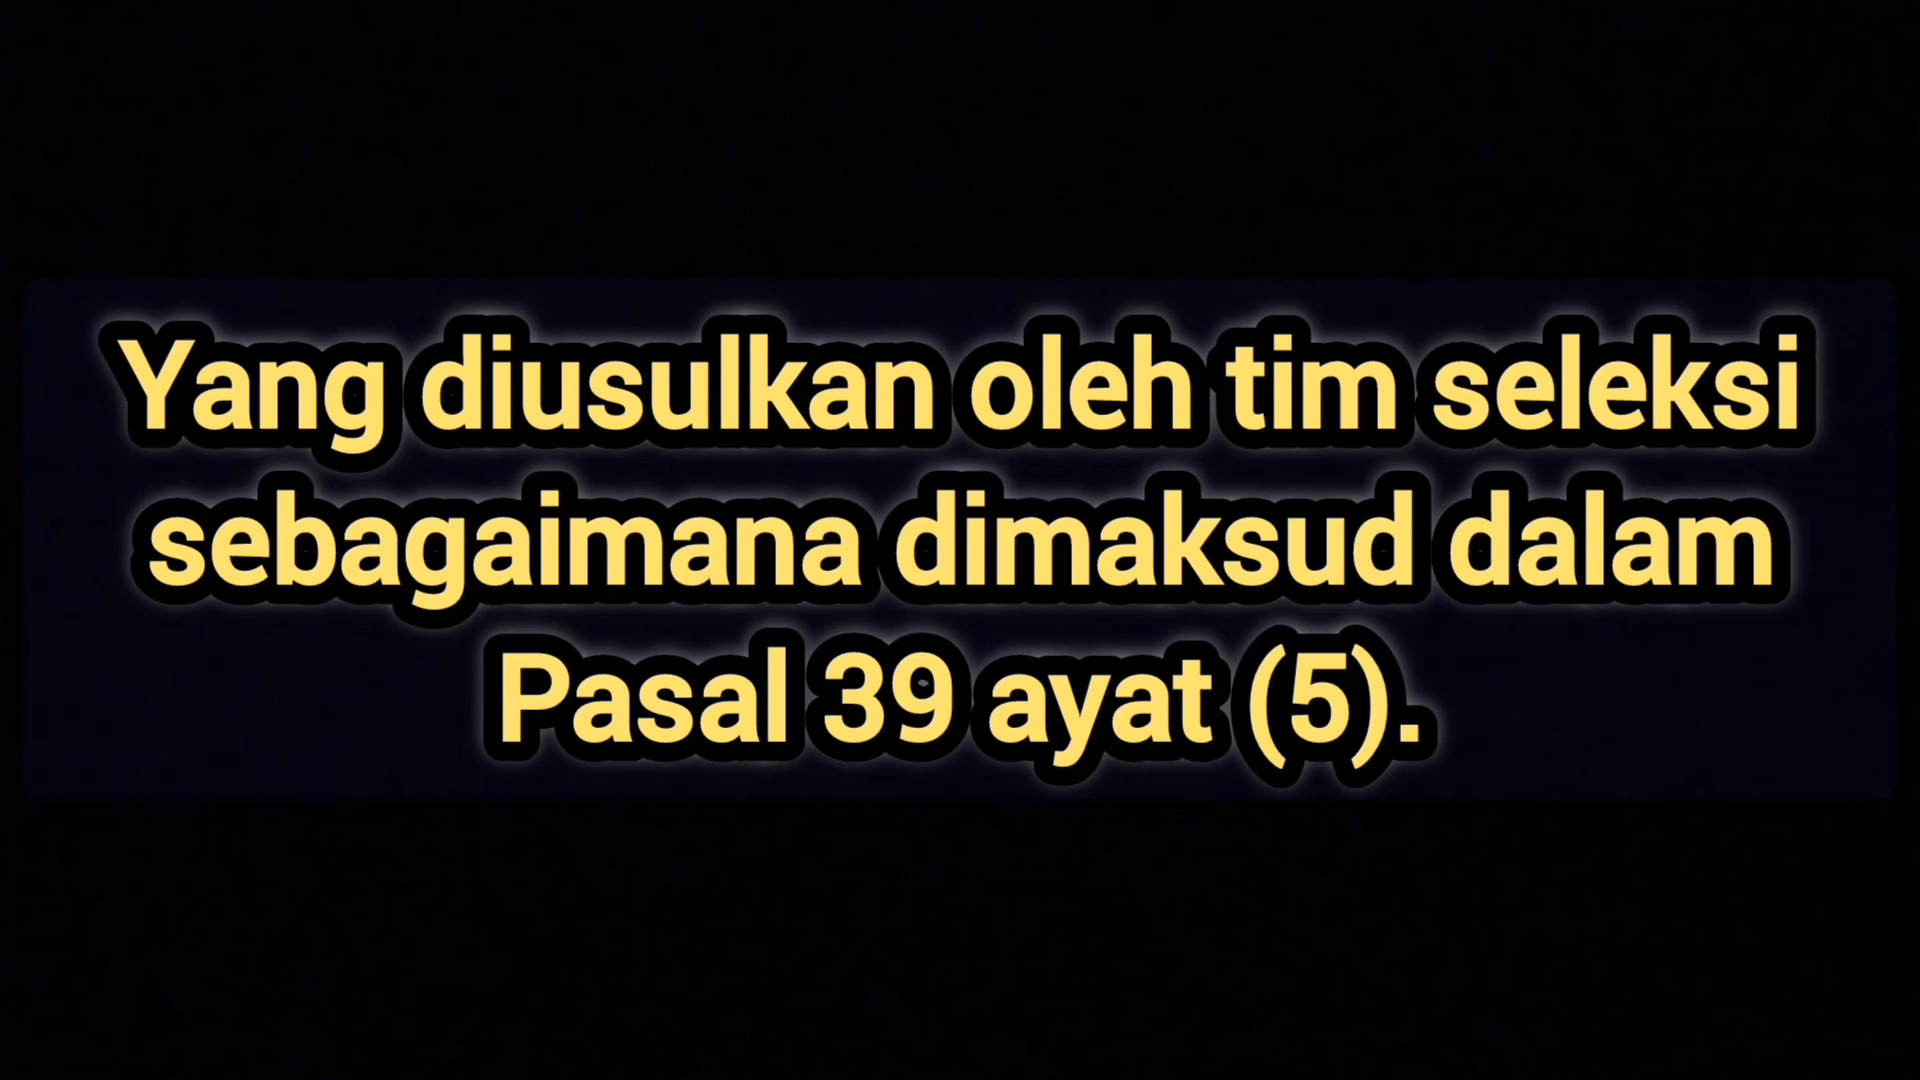 Yang diusulkan oleh tim seleksi
sebagaimana dimaksud dalam
Pasal 39 ayat (5).